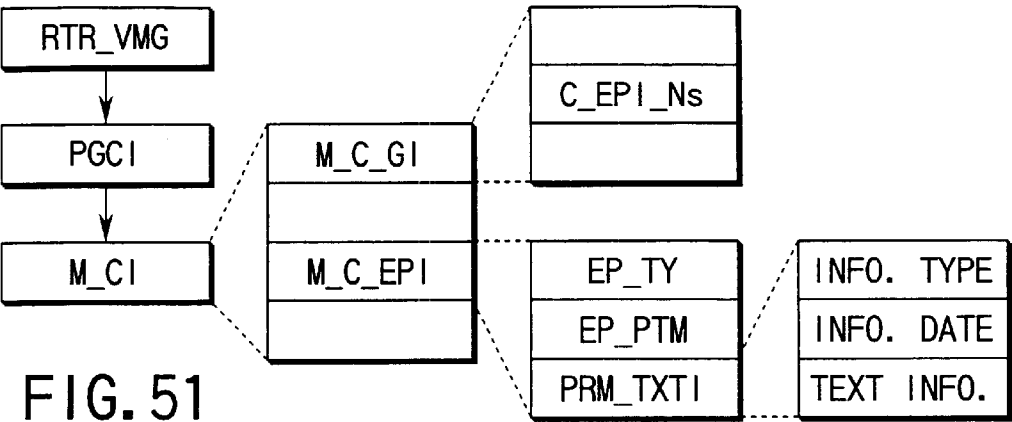 RTR_VMG
PGCI
M_CI
M_C_GI
M_C_EPI
C_EPI_Ns
EP_TY
EP_PTM
PRM_TXTI
INFO. TYPE
INFO. DATE
TEXT INFO.
FIG. 51